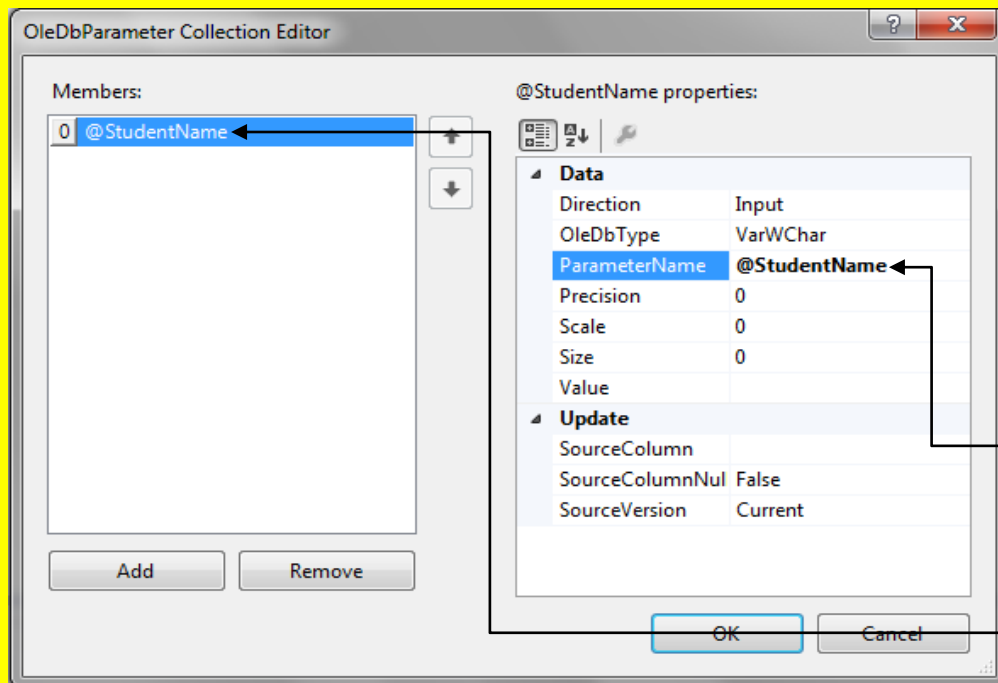 OleDbParameter Collection Editor
?
X
Members:
@StudentName properties:
0 @StudentName
A
Z
Data
Direction Input
OleDbType VarWChar
ParameterName @StudentName
Precision 0
Scale 0
Size 0
Value
Update
SourceColumn
SourceColumnNul False
SourceVersion Current
Add Remove
OK Cancel